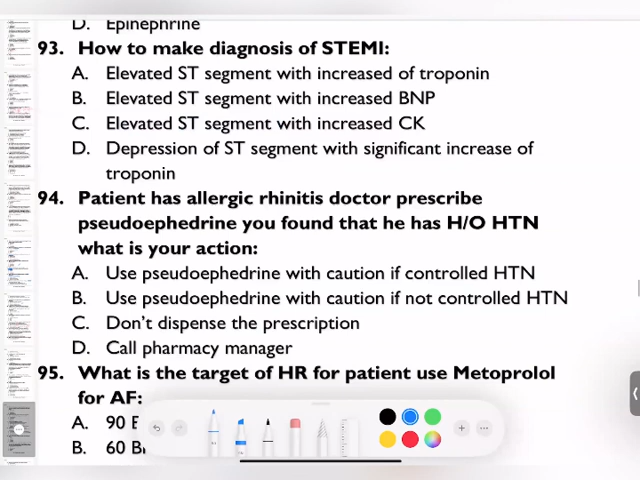 D. Epinephrine
93. How to make diagnosis of STEMI:
A. Elevated ST segment with increased of troponin
B. Elevated ST segment with increased BNP
C. Elevated ST segment with increased CK
D. Depression of ST segment with significant increase of
troponin
94. Patient has allergic rhinitis doctor prescribe
pseudoephedrine you found that he has H/O HTN
what is your action:
A. Use pseudoephedrine with caution if controlled HTN
B. Use pseudoephedrine with caution if not controlled HTN
C. Don't dispense the prescription
D. Call pharmacy manager
95. What is the target of HR for patient use Metoprolol
for AF:
A. 90
B. 60